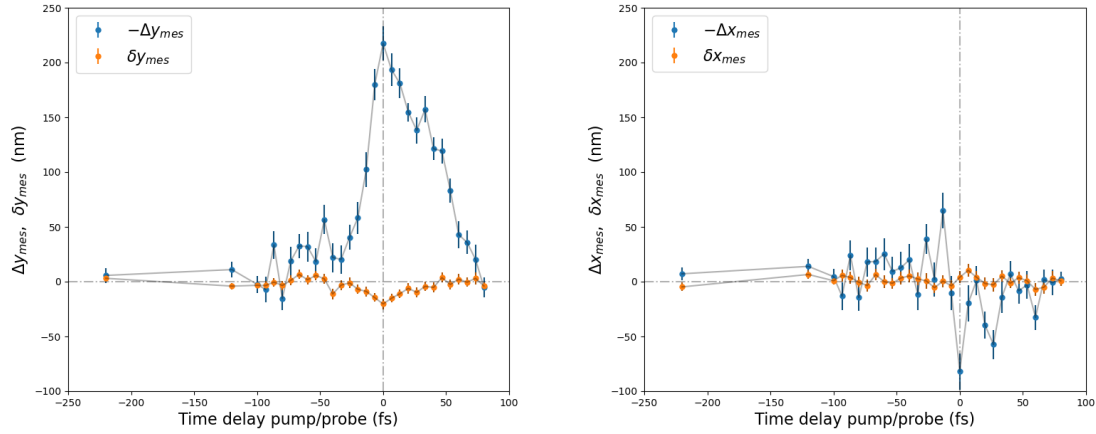 250
200
150
100
50
0
−50
−100
Δy_mes, δy_mes (nm)
−Δy_mes
δy_mes
−250 −200 −150 −100 −50 0 50 100
Time delay pump/probe (fs)
250
200
150
100
50
0
−50
−100
Δx_mes, δx_mes (nm)
−Δx_mes
δx_mes
−250 −200 −150 −100 −50 0 50 100
Time delay pump/probe (fs)